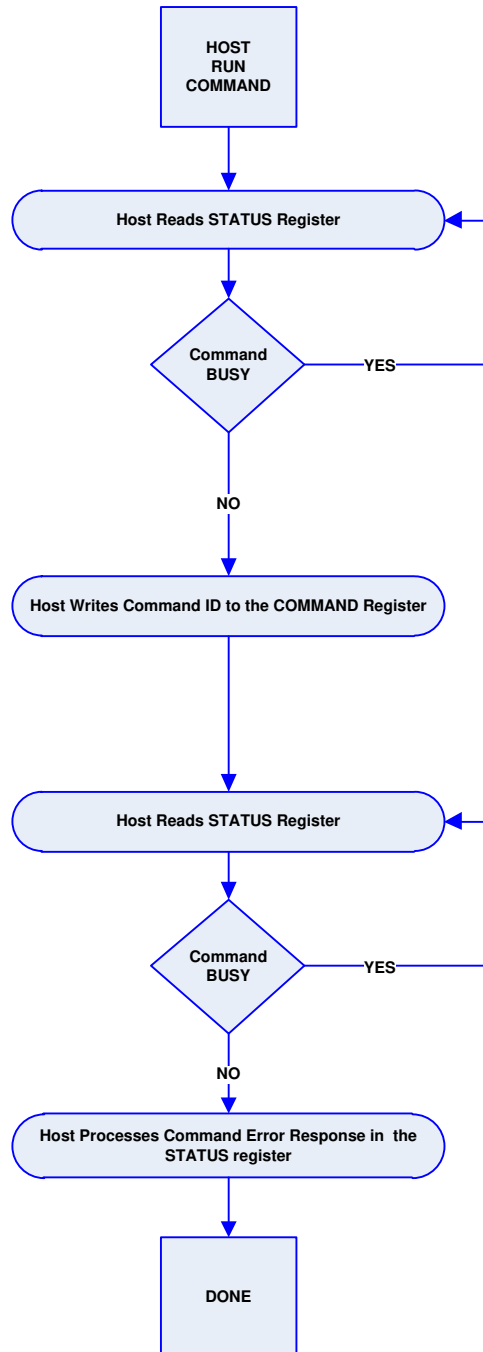 HOST
RUN
COMMAND
Host Reads STATUS Register
Command
BUSY
YES
NO
Host Writes Command ID to the COMMAND Register
Host Reads STATUS Register
Command
BUSY
YES
NO
Host Processes Command Error Response in  the
STATUS register
DONE